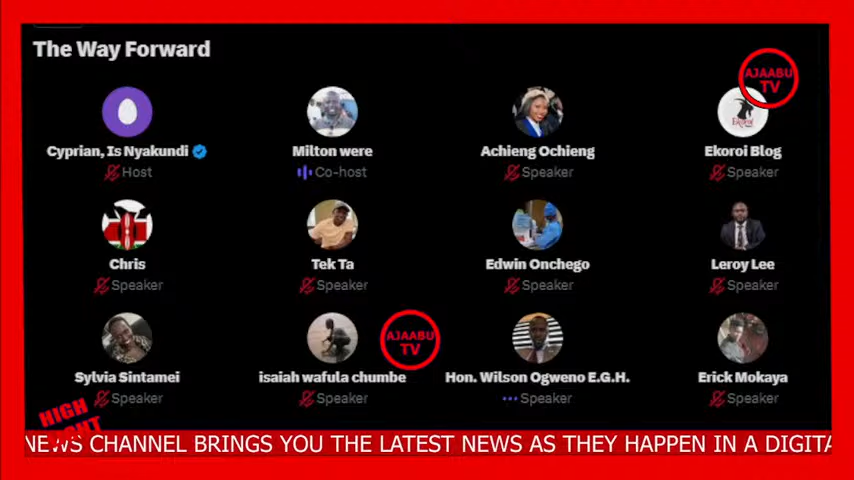 The Way Forward
AJAABU
TV
EKOROI
Cyprian, Is Nyakundi
Milton were
Achieng Ochieng
Ekoroi Blog
Host
Co-host
Speaker
Speaker
Chris
Tek Ta
Edwin Onchego
Leroy Lee
Speaker
Speaker
Speaker
Speaker
AJAABU
TV
Sylvia Sintamei
isaiah wafula chumbe
Hon. Wilson Ogweno E.G.H.
Erick Mokaya
Speaker
Speaker
Speaker
Speaker
HIGH
NEWS CHANNEL BRINGS YOU THE LATEST NEWS AS THEY HAPPEN IN A DIGITA